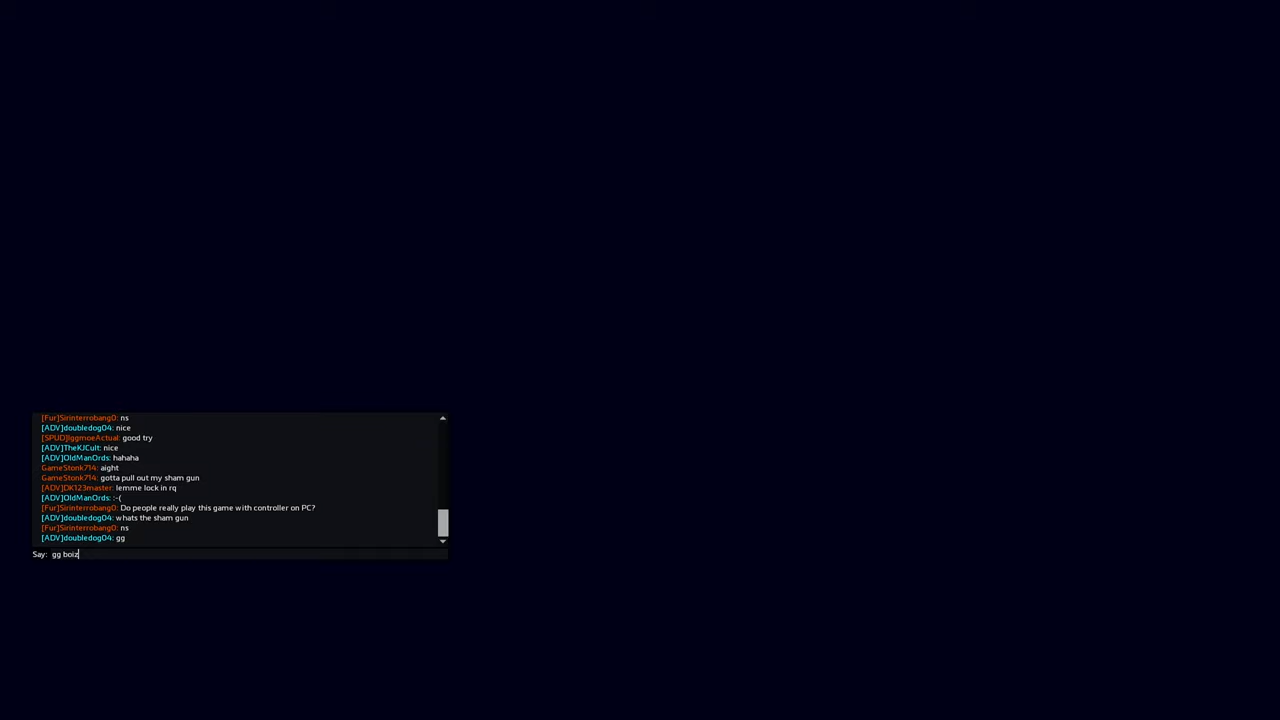 [Fur]Sirinterrobang0: ns
[ADV]doubledog04: nice
[SPUD]IggmoeActual: good try
[ADV]TheKJCult: nice
[ADV]OldManOrds: hahaha
GameStonk714: aight
GameStonk714: gotta pull out my sham gun
[ADV]DK123master: lemme lock in rq
[ADV]OldManOrds: :-(
[Fur]Sirinterrobang0: Do people really play this game with controller on PC?
[ADV]doubledog04: whats the sham gun
[Fur]Sirinterrobang0: ns
[ADV]doubledog04: gg
Say: gg boiz